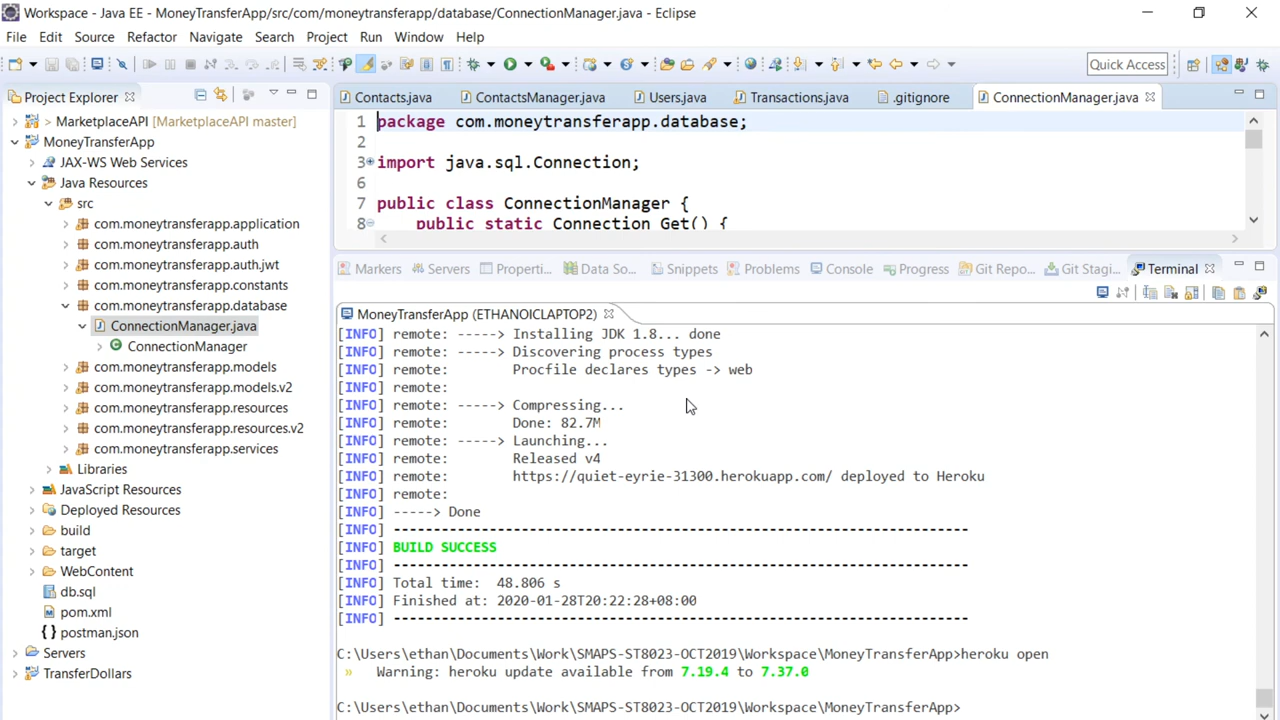 Workspace - Java EE - MoneyTransferApp/src/com/moneytransferapp/database/ConnectionManager.java - Eclipse
File Edit Source Refactor Navigate Search Project Run Window Help
Quick Access
Project Explorer
> MarketplaceAPI [MarketplaceAPI master]
MoneyTransferApp
JAX-WS Web Services
Java Resources
src
com.moneytransferapp.application
com.moneytransferapp.auth
com.moneytransferapp.auth.jwt
com.moneytransferapp.constants
com.moneytransferapp.database
ConnectionManager.java
ConnectionManager
com.moneytransferapp.models
com.moneytransferapp.models.v2
com.moneytransferapp.resources
com.moneytransferapp.resources.v2
com.moneytransferapp.services
Libraries
JavaScript Resources
Deployed Resources
build
target
WebContent
db.sql
pom.xml
postman.json
Servers
TransferDollars
Contacts.java ContactsManager.java Users.java Transactions.java .gitignore ConnectionManager.java
1 package com.moneytransferapp.database;
2
3 import java.sql.Connection;
6
7 public class ConnectionManager {
8 public static Connection Get() {
Markers Servers Properti... Data So... Snippets Problems Console Progress Git Repo... Git Stagi... Terminal
MoneyTransferApp (ETHANOICLAPTOP2)
[INFO] remote: -----> Installing JDK 1.8... done
[INFO] remote: -----> Discovering process types
[INFO] remote: Procfile declares types -> web
[INFO] remote:
[INFO] remote: -----> Compressing...
[INFO] remote: Done: 82.7M
[INFO] remote: -----> Launching...
[INFO] remote: Released v4
[INFO] remote: https://quiet-eyrie-31300.herokuapp.com/ deployed to Heroku
[INFO] remote:
[INFO] -----> Done
[INFO] ------------------------------------------------------------------------
[INFO] BUILD SUCCESS
[INFO] ------------------------------------------------------------------------
[INFO] Total time: 48.806 s
[INFO] Finished at: 2020-01-28T20:22:28+08:00
[INFO] ------------------------------------------------------------------------
C:\Users\ethan\Documents\Work\SMAPS-ST8023-OCT2019\Workspace\MoneyTransferApp>heroku open
» Warning: heroku update available from 7.19.4 to 7.37.0
C:\Users\ethan\Documents\Work\SMAPS-ST8023-OCT2019\Workspace\MoneyTransferApp>